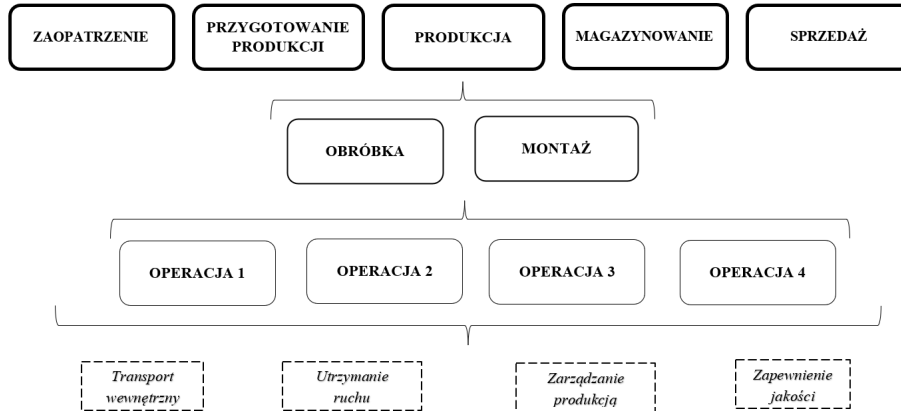 ZAOPATRZENIE
PRZYGOTOWANIE
PRODUKCJI
PRODUKCJA
MAGAZYNOWANIE
SPRZEDAŻ
OBRÓBKA
MONTAŻ
OPERACJA 1
OPERACJA 2
OPERACJA 3
OPERACJA 4
Transport
wewnętrzny
Utrzymanie
ruchu
Zarządzanie
produkcją
Zapewnienie
jakości